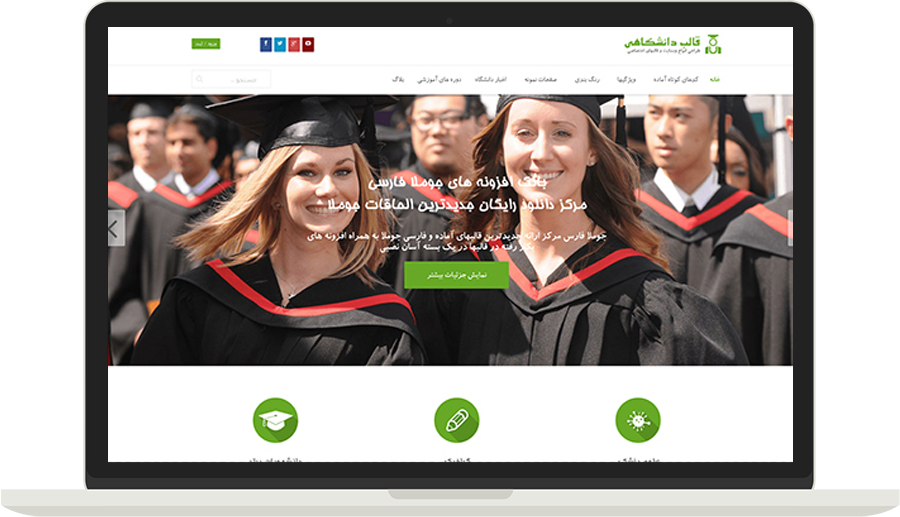 قالب دانشگاهی
طراحی انواع وبسایت و قالبهای اختصاصی
ورود / ثبت
خانه
کدهای کوتاه آماده
ویژگیها
رنگ بندی
صفحات نمونه
اخبار دانشگاه
دوره های آموزشی
بلاگ
جستجو ...
بانک افزونه های جوملا فارسی
مرکز دانلود رایگان جدیدترین الحاقات جوملا
جوملا فارس مرکز ارائه جدیدترین قالبهای آماده و فارسی جوملا به همراه افزونه های
بکار رفته در قالبها در یک بسته آسان نصبی
نمایش جزئیات بیشتر